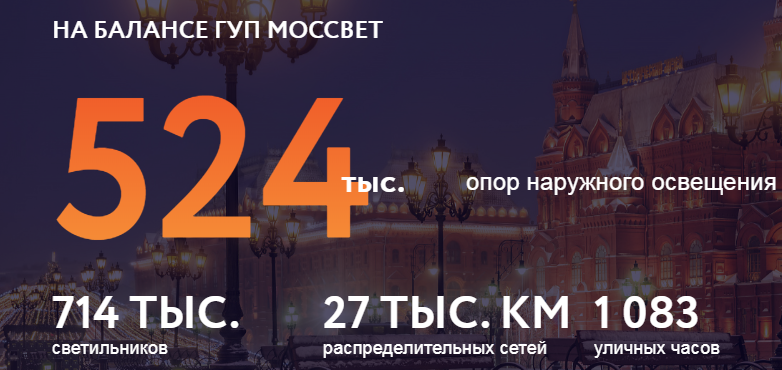 НА БАЛАНСЕ ГУП МОССВЕТ
524 тыс. опор наружного освещения
714 ТЫС. 27 ТЫС. КМ 1 083
светильников распределительных сетей уличных часов